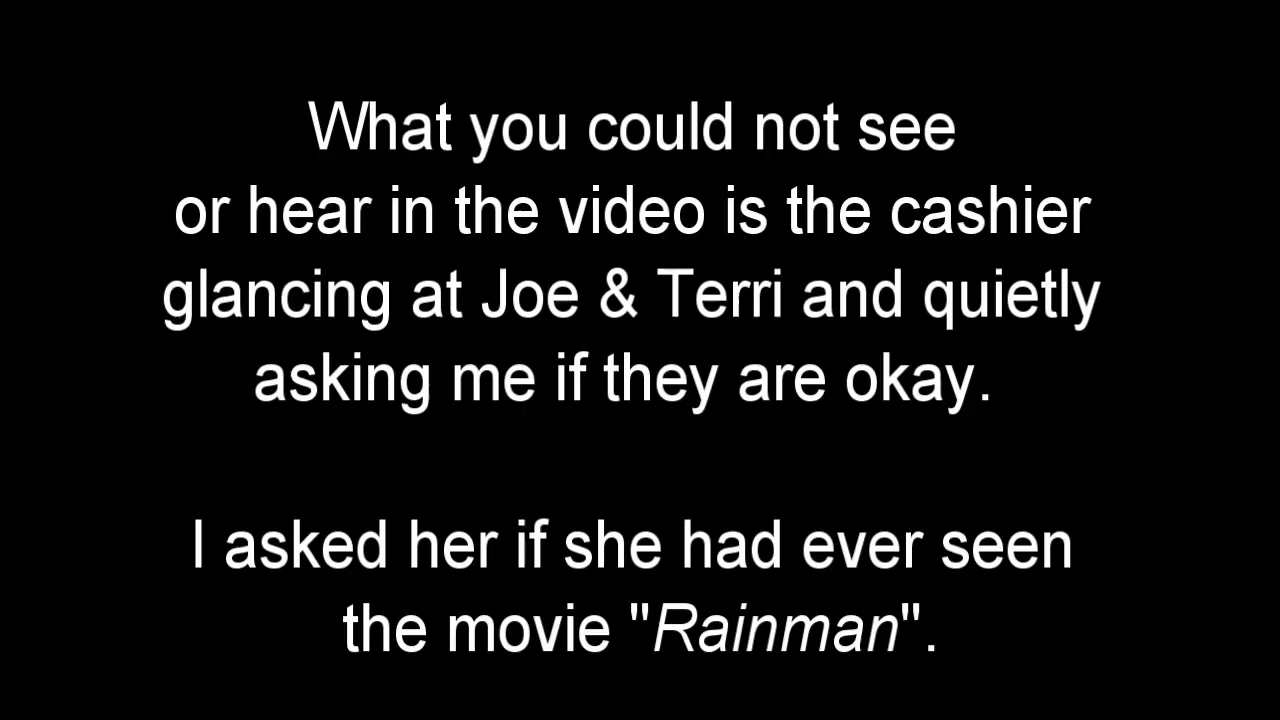 What you could not see
or hear in the video is the cashier
glancing at Joe & Terri and quietly
asking me if they are okay.
I asked her if she had ever seen
the movie "Rainman".